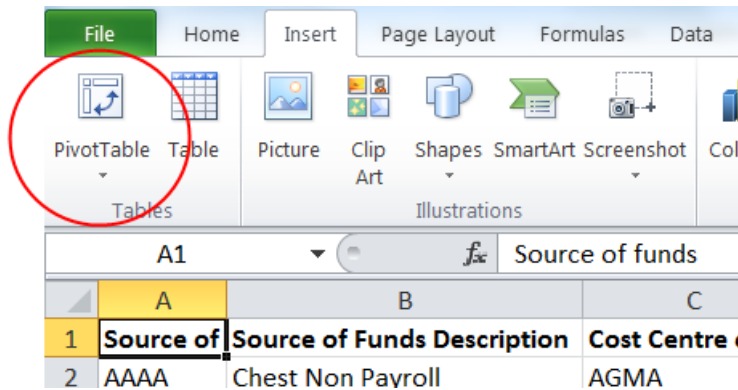 File Home Insert Page Layout Formulas Data
PivotTable Table Picture Clip Art Shapes SmartArt Screenshot Col
Tables Illustrations
A1 fx Source of funds
A B C
1 Source of Source of Funds Description Cost Centre
2 AAAA Chest Non Payroll AGMA